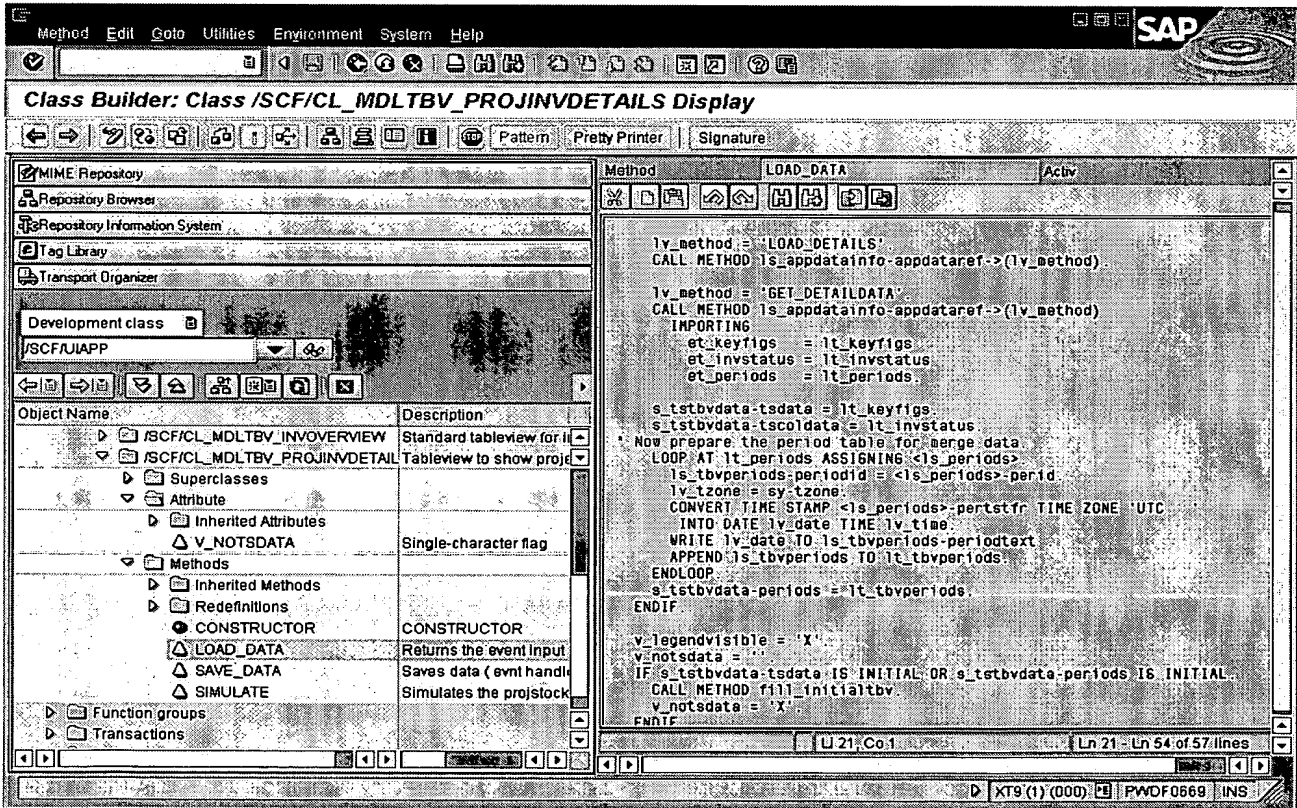 Method Edit Goto Utilities Environment System Help
SAP
Class Builder: Class /SCF/CL_MDLTBV_PROJINVDETAILS Display
Pattern Pretty Printer Signature
MIME Repository
Repository Browser
Repository Information System
Tag Library
Transport Organizer
Development class
/SCF/UIAPP
Object Name Description
/SCF/CL_MDLTBV_INVOVERVIEW Standard tableview for i
/SCF/CL_MDLTBV_PROJINVDETAIL Tableview to show proje
Superclasses
Attribute
Inherited Attributes
V_NOTSDATA Single-character flag
Methods
Inherited Methods
Redefinitions
CONSTRUCTOR CONSTRUCTOR
LOAD_DATA Returns the event input
SAVE_DATA Saves data ( evnt handl
SIMULATE Simulates the projstock
Function groups
Transactions
Method LOAD_DATA Activ
lv_method = 'LOAD_DETAILS'.
CALL METHOD ls_appdatainfo-appdataref->(lv_method).
lv_method = 'GET_DETAILDATA'.
CALL METHOD ls_appdatainfo-appdataref->(lv_method)
IMPORTING
et_keyfigs = lt_keyfigs
et_invstatus = lt_invstatus
et_periods = lt_periods.
s_tstbvdata-tsdata = lt_keyfigs.
s_tstbvdata-tscoldata = lt_invstatus.
* Now prepare the period table for merge data.
LOOP AT lt_periods ASSIGNING <ls_periods>.
ls_tbvperiods-periodid = <ls_periods>-perid.
lv_tzone = sy-tzone.
CONVERT TIME STAMP <ls_periods>-pertstfr TIME ZONE 'UTC '
INTO DATE lv_date TIME lv_time.
WRITE lv_date TO ls_tbvperiods-periodtext.
APPEND ls_tbvperiods TO lt_tbvperiods.
ENDLOOP.
s_tstbvdata-periods = lt_tbvperiods.
ENDIF.
v_legendvisible = 'X'.
v_notsdata = ''.
IF s_tstbvdata-tsdata IS INITIAL OR s_tstbvdata-periods IS INITIAL.
CALL METHOD fill_initialtbv.
v_notsdata = 'X'.
ENDIF.
Li 21, Co 1 Ln 21 - Ln 54 of 57 lines
XT9 (1) (000) PWDF0669 INS